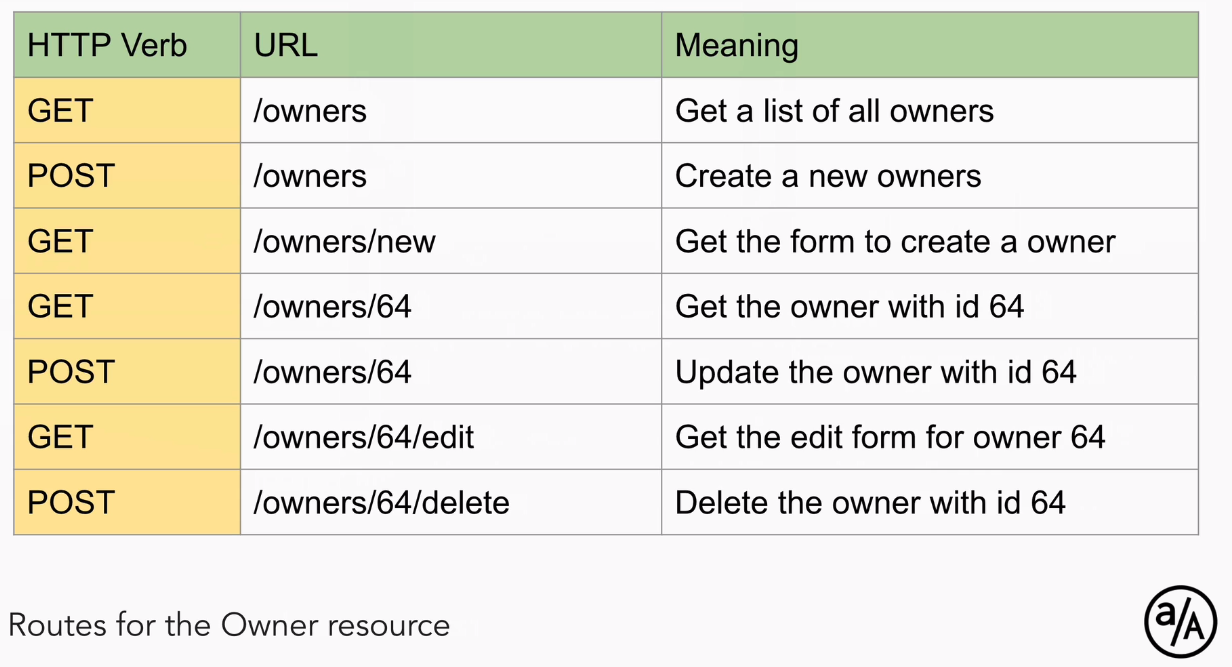 HTTP Verb URL Meaning
GET /owners Get a list of all owners
POST /owners Create a new owners
GET /owners/new Get the form to create a owner
GET /owners/64 Get the owner with id 64
POST /owners/64 Update the owner with id 64
GET /owners/64/edit Get the edit form for owner 64
POST /owners/64/delete Delete the owner with id 64
Routes for the Owner resource
a/A